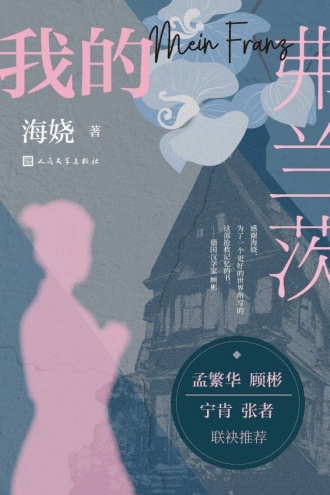 我的
Mein Franz
弗兰茨
海娆 著
人民文学出版社
感谢海娆，
为了一个更好的世界所写的
这部抢救记忆的书。
——德国汉学家 顾彬
孟繁华 顾彬
宁肯 张者
联袂推荐